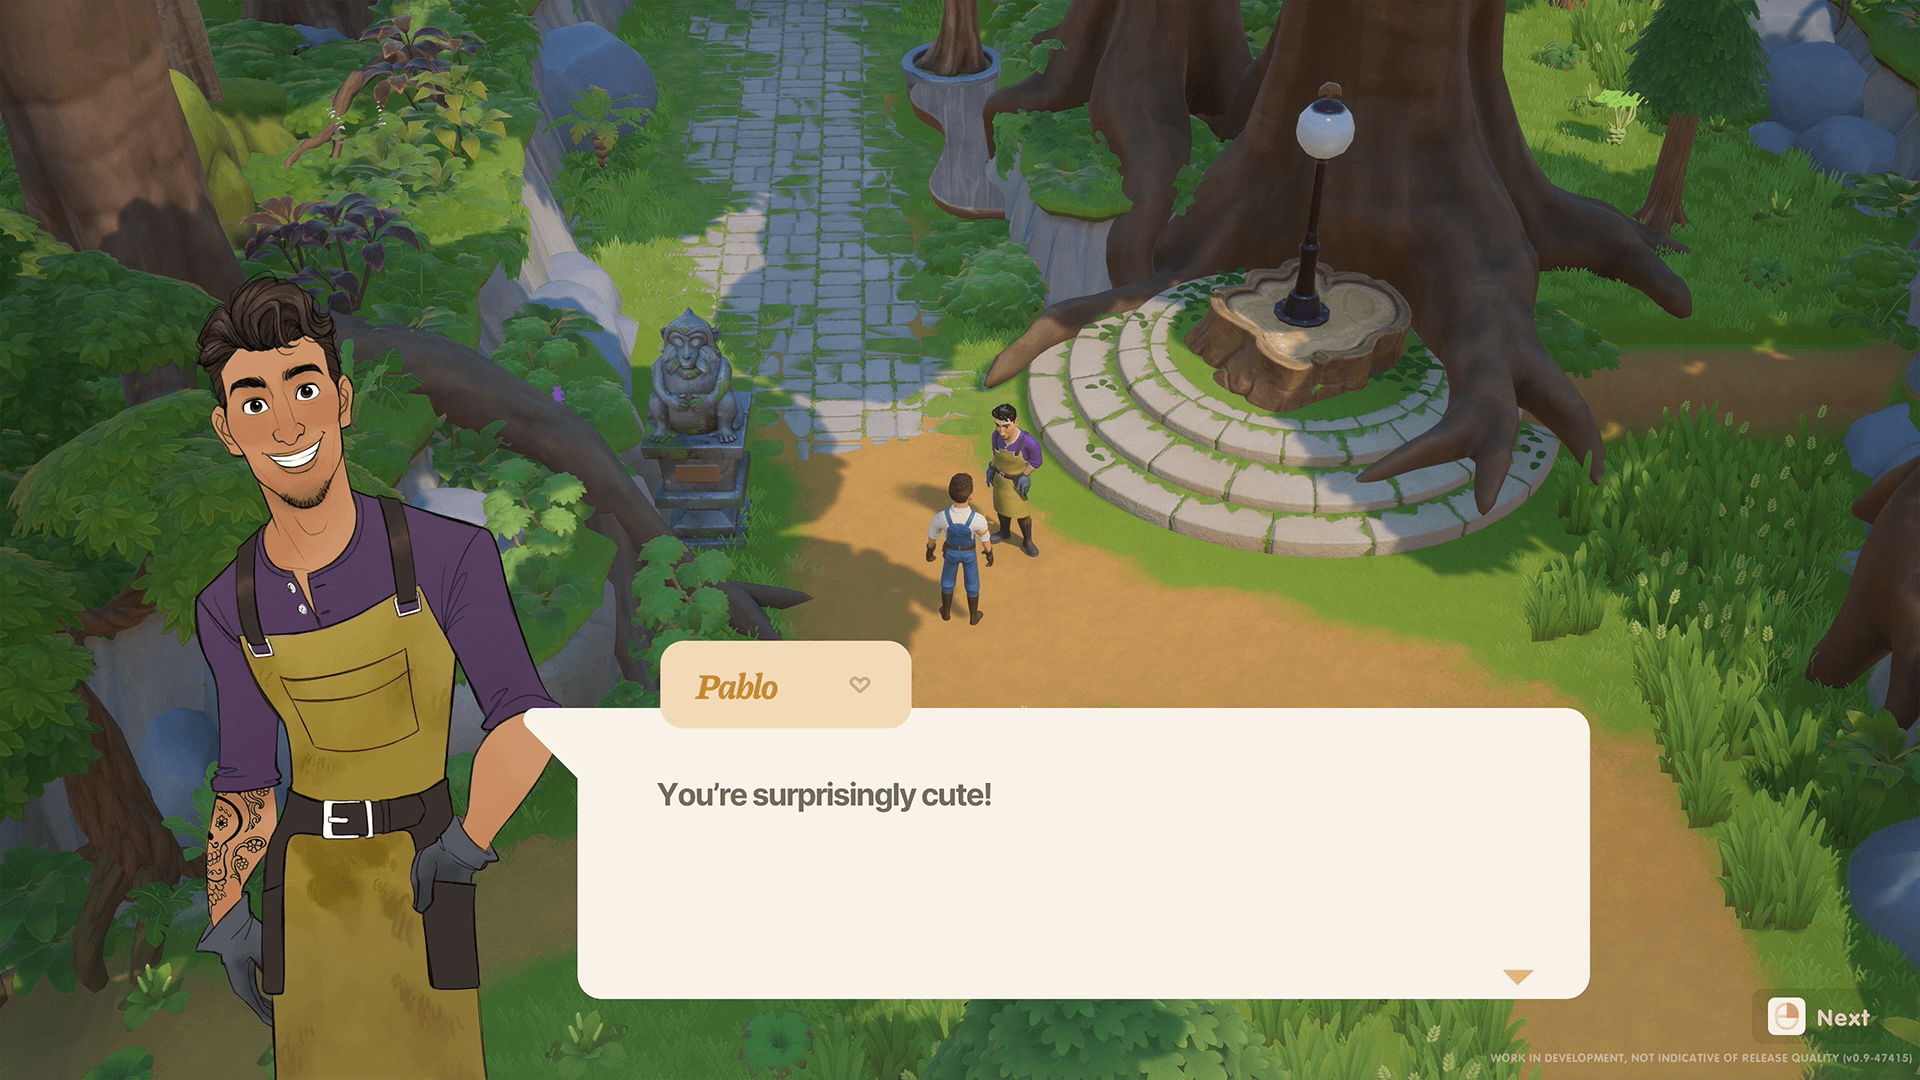 Pablo
You're surprisingly cute!
Next
WORK IN DEVELOPMENT, NOT INDICATIVE OF RELEASE QUALITY (v0.9-47415)